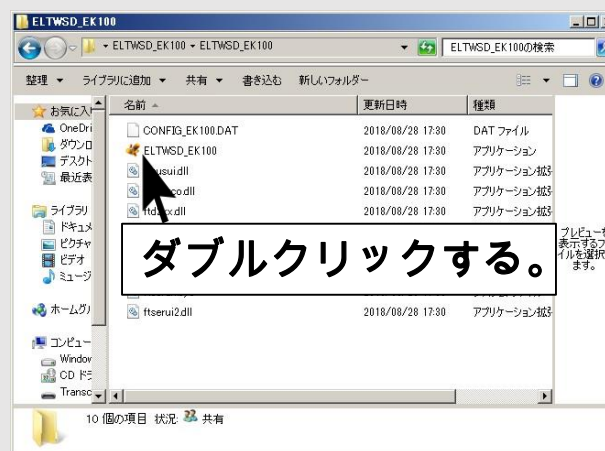 ELTWSD_EK100
ELTWSD_EK100 ELTWSD_EK100
ELTWSD_EK100の検索
整理 ライブラリに追加 共有 書き込む 新しいフォルダー
お気に入り
OneDri
ダウンロ
デスクト
最近表
ライブラリ
ドキュメ
ピクチャ
ビデオ
ミュージ
ホームグル
コンピュー
Window
CD ドラ
Transc
名前 更新日時 種類
CONFIG_EK100.DAT 2018/08/28 17:30 DAT ファイル
ELTWSD_EK100 2018/08/28 17:30 アプリケーション
usui.dll 2018/08/28 17:30 アプリケーション拡張
co.dll 2018/08/28 17:30 アプリケーション拡張
ftd xx.dll 2018/08/28 17:30 アプリケーション拡張
ダブルクリックする。
ftserui2.dll 2018/08/28 17:30 アプリケーション拡張
プレビューを
表示するファ
イルを選択し
ます。
10 個の項目 状況: 共有